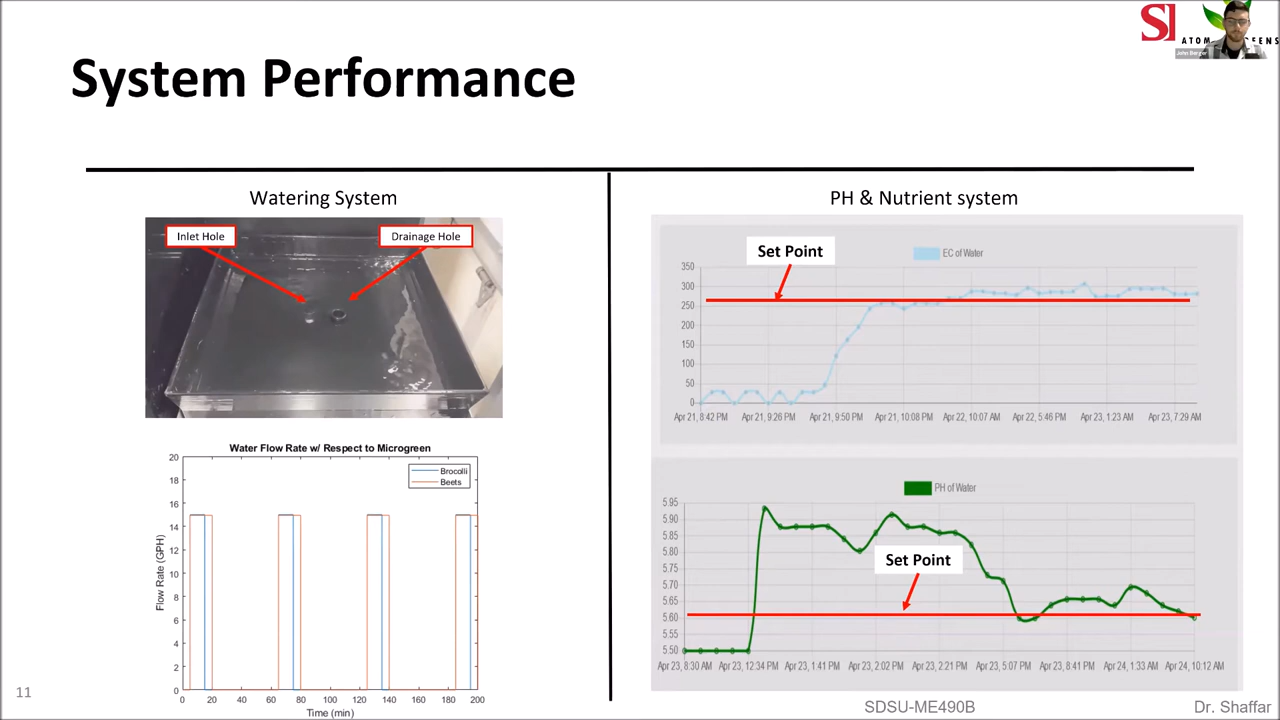 System Performance
SI
ATOM
EENS
John Berger
Watering System
Inlet Hole
Drainage Hole
Water Flow Rate w/ Respect to Microgreen
20
18
16
14
12
10
8
6
4
2
0
Flow Rate (GPH)
Brocolli
Beets
0 20 40 60 80 100 120 140 160 180 200
Time (min)
PH & Nutrient system
Set Point
EC of Water
350
300
250
200
150
100
50
0
Apr 21, 8:42 PM Apr 21, 9:26 PM Apr 21, 9:50 PM Apr 21, 10:08 PM Apr 22, 10:07 AM Apr 22, 5:46 PM Apr 23, 1:23 AM Apr 23, 7:29 AM
PH of Water
5.95
5.90
5.85
5.80
5.75
5.70
5.65
5.60
5.55
5.50
Set Point
Apr 23, 8:30 AM Apr 23, 12:34 PM Apr 23, 1:41 PM Apr 23, 2:02 PM Apr 23, 2:21 PM Apr 23, 5:07 PM Apr 23, 8:41 PM Apr 24, 1:33 AM Apr 24, 10:12 AM
11
SDSU-ME490B
Dr. Shaffar